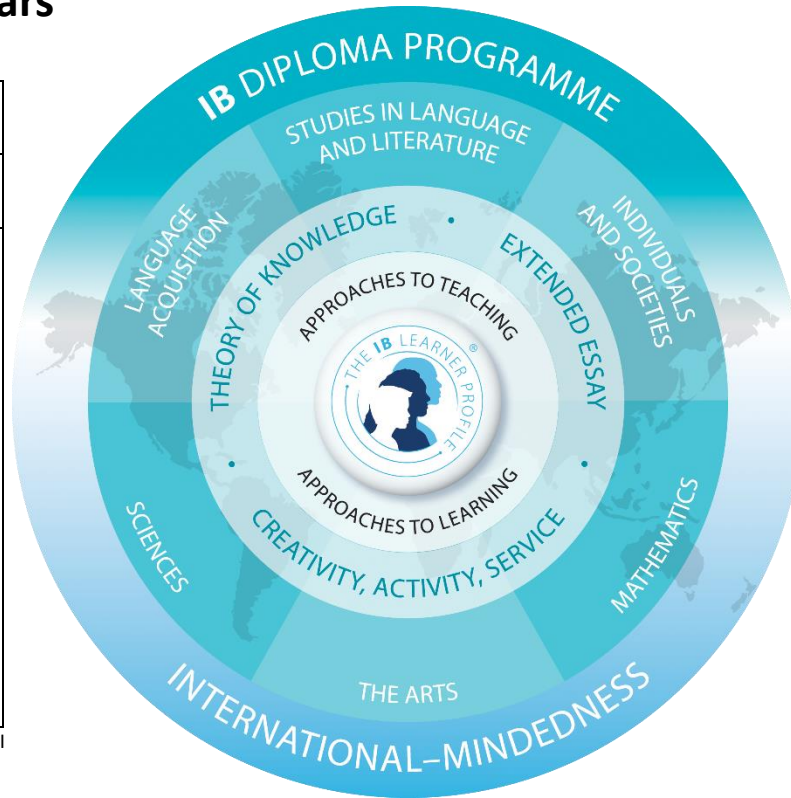 ars
IB DIPLOMA PROGRAMME
STUDIES IN LANGUAGE
AND LITERATURE
LANGUAGE
ACQUISITION
INDIVIDUALS
AND SOCIETIES
THEORY OF KNOWLEDGE
EXTENDED ESSAY
APPROACHES TO TEACHING
THE IB LEARNER PROFILE®
APPROACHES TO LEARNING
CREATIVITY, ACTIVITY, SERVICE
SCIENCES
MATHEMATICS
THE ARTS
INTERNATIONAL–MINDEDNESS